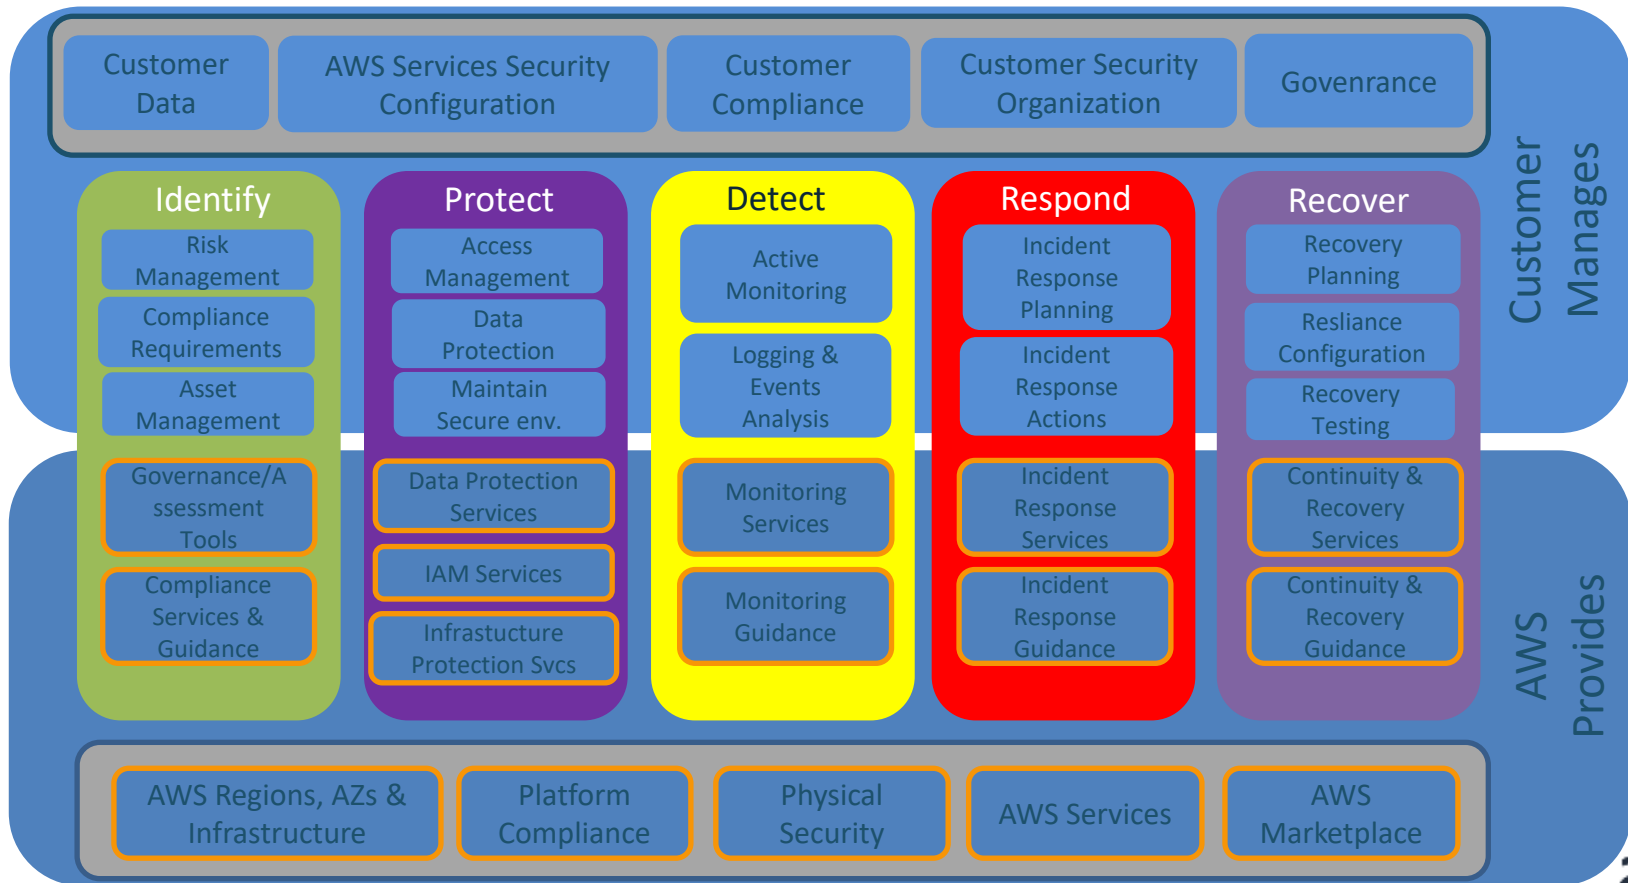 Customer
Data
AWS Services Security
Configuration
Customer
Compliance
Customer Security
Organization
Govenrance
Customer
Manages
Identify
Risk
Management
Compliance
Requirements
Asset
Management
Governance/A
ssessment
Tools
Compliance
Services &
Guidance
Protect
Access
Management
Data
Protection
Maintain
Secure env.
Data Protection
Services
IAM Services
Infrastucture
Protection Svcs
Detect
Active
Monitoring
Logging &
Events
Analysis
Monitoring
Services
Monitoring
Guidance
Respond
Incident
Response
Planning
Incident
Response
Actions
Incident
Response
Services
Incident
Response
Guidance
Recover
Recovery
Planning
Resliance
Configuration
Recovery
Testing
Continuity &
Recovery
Services
Continuity &
Recovery
Guidance
AWS
Provides
AWS Regions, AZs &
Infrastructure
Platform
Compliance
Physical
Security
AWS Services
AWS
Marketplace